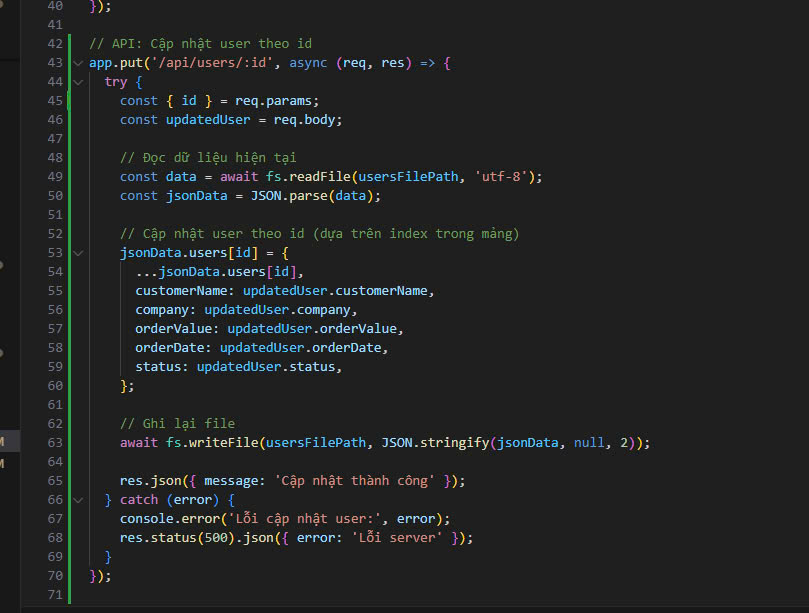 40 });
41
42 // API: Cập nhật user theo id
43 app.put('/api/users/:id', async (req, res) => {
44   try {
45     const { id } = req.params;
46     const updatedUser = req.body;
47
48     // Đọc dữ liệu hiện tại
49     const data = await fs.readFile(usersFilePath, 'utf-8');
50     const jsonData = JSON.parse(data);
51
52     // Cập nhật user theo id (dựa trên index trong mảng)
53     jsonData.users[id] = {
54       ...jsonData.users[id],
55       customerName: updatedUser.customerName,
56       company: updatedUser.company,
57       orderValue: updatedUser.orderValue,
58       orderDate: updatedUser.orderDate,
59       status: updatedUser.status,
60     };
61
62     // Ghi lại file
63     await fs.writeFile(usersFilePath, JSON.stringify(jsonData, null, 2));
64
65     res.json({ message: 'Cập nhật thành công' });
66   } catch (error) {
67     console.error('Lỗi cập nhật user:', error);
68     res.status(500).json({ error: 'Lỗi server' });
69   }
70 });
71
M
M